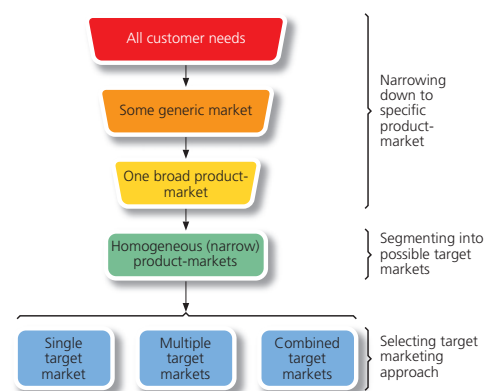 All customer needs
Some generic market
One broad product-
market
Homogeneous (narrow)
product-markets
Single
target
market
Multiple
target
markets
Combined
target
markets
Narrowing
down to
specific
product-
market
Segmenting into
possible target
markets
Selecting target
marketing
approach